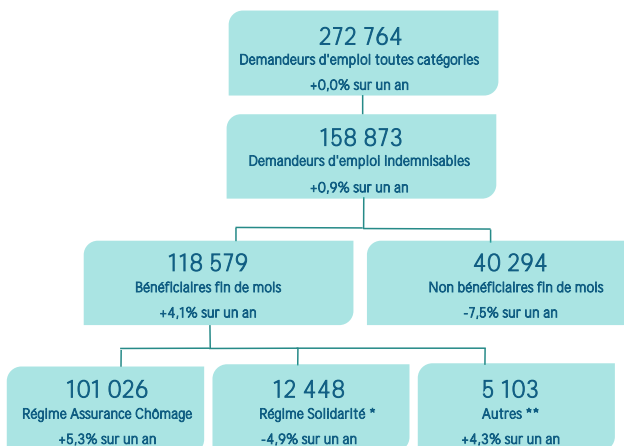 272 764
Demandeurs d'emploi toutes catégories
+0,0% sur un an
158 873
Demandeurs d'emploi indemnisables
+0,9% sur un an
118 579
Bénéficiaires fin de mois
+4,1% sur un an
40 294
Non bénéficiaires fin de mois
-7,5% sur un an
101 026
Régime Assurance Chômage
+5,3% sur un an
12 448
Régime Solidarité *
-4,9% sur un an
5 103
Autres **
+4,3% sur un an